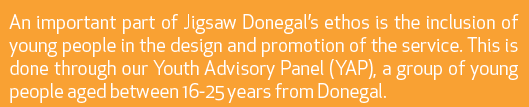 An important part of Jigsaw Donegal's ethos is the inclusion of
young people in the design and promotion of the service. This is
done through our Youth Advisory Panel (YAP), a group of young
people aged between 16-25 years from Donegal.